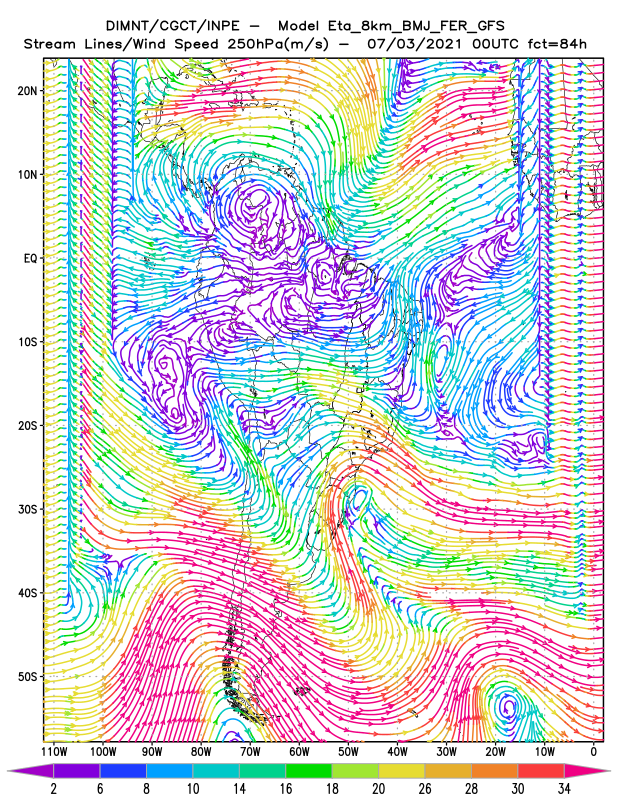 DIMNT/CGCT/INPE –  Model Eta_8km_BMJ_FER_GFS
Stream Lines/Wind Speed 250hPa(m/s) –  07/03/2021 00UTC fct=84h
20N
10N
EQ
10S
20S
30S
40S
50S
110W 100W 90W 80W 70W 60W 50W 40W 30W 20W 10W 0
2 6 8 10 14 16 20 26 28 30 34